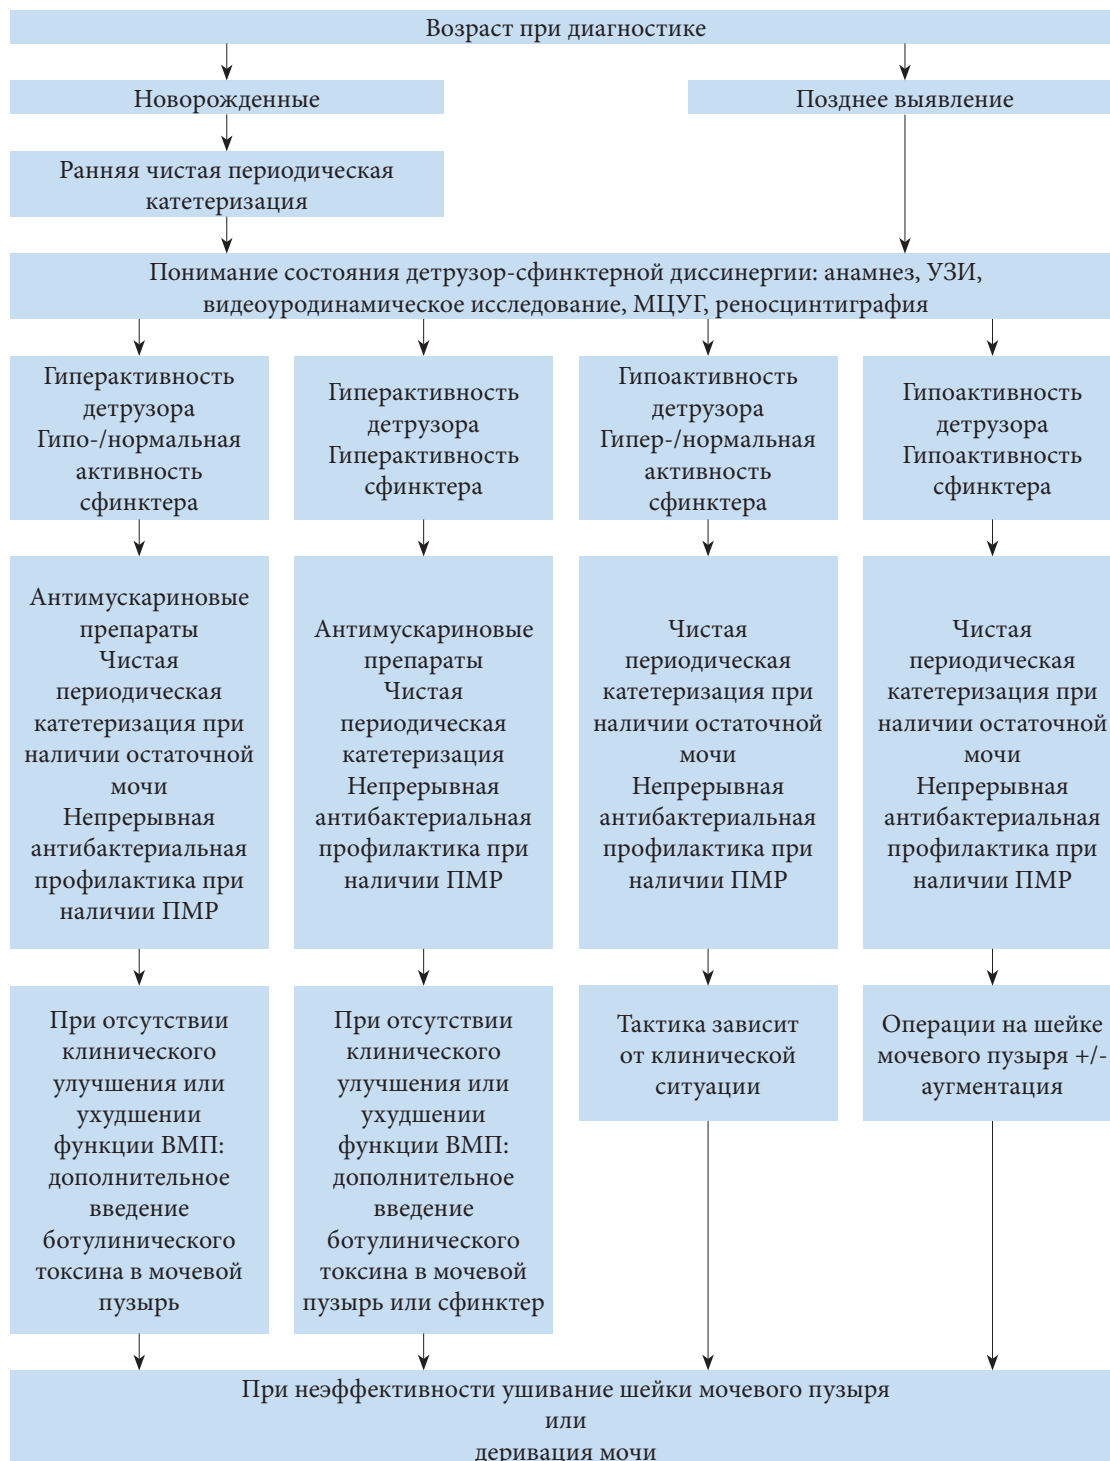 Возраст при диагностике
Новорожденные
Позднее выявление
Ранняя чистая периодическая
катетеризация
Понимание состояния детрузор-сфинктерной диссинергии: анамнез, УЗИ,
видеоуродинамическое исследование, МЦУГ, реносцинтиграфия
Гиперактивность
детрузора
Гипо-/нормальная
активность
сфинктера
Гиперактивность
детрузора
Гиперактивность
сфинктера
Гипоактивность
детрузора
Гипер-/нормальная
активность
сфинктера
Гипоактивность
детрузора
Гипоактивность
сфинктера
Антимускариновые
препараты
Чистая
периодическая
катетеризация при
наличии остаточной
мочи
Непрерывная
антибактериальная
профилактика при
наличии ПМР
Антимускариновые
препараты
Чистая
периодическая
катетеризация
Непрерывная
антибактериальная
профилактика при
наличии ПМР
Чистая
периодическая
катетеризация при
наличии остаточной
мочи
Непрерывная
антибактериальная
профилактика при
наличии ПМР
Чистая
периодическая
катетеризация при
наличии остаточной
мочи
Непрерывная
антибактериальная
профилактика при
наличии ПМР
При отсутствии
клинического
улучшения или
ухудшении
функции ВМП:
дополнительное
введение
ботулинического
токсина в мочевой
пузырь
При отсутствии
клинического
улучшения или
ухудшении
функции ВМП:
дополнительное
введение
ботулинического
токсина в мочевой
пузырь или сфинктер
Тактика зависит
от клинической
ситуации
Операции на шейке
мочевого пузыря +/-
аугментация
При неэффективности ушивание шейки мочевого пузыря
или
деривация мочи